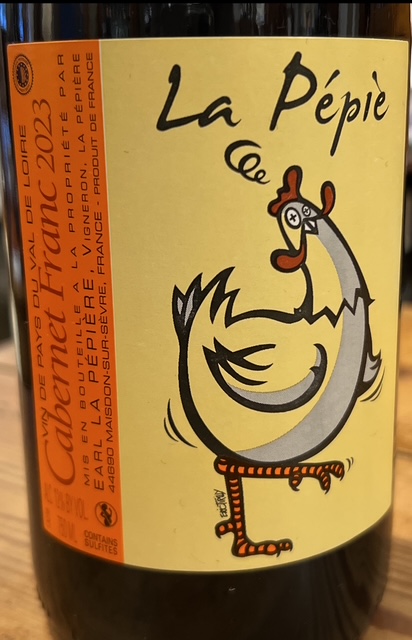 La Pépiè
VIN DE PAYS DU VAL DE LOIRE
Cabernet Franc 2023
MIS EN BOUTEILLE A LA PROPRIÉTÉ PAR
EARL LA PÉPIÈRE, VIGNERON, LA PÉPIÈRE
44690 MAISDON-SUR-SÈVRE, FRANCE - PRODUIT DE FRANCE
CONTAINS
SULFITES